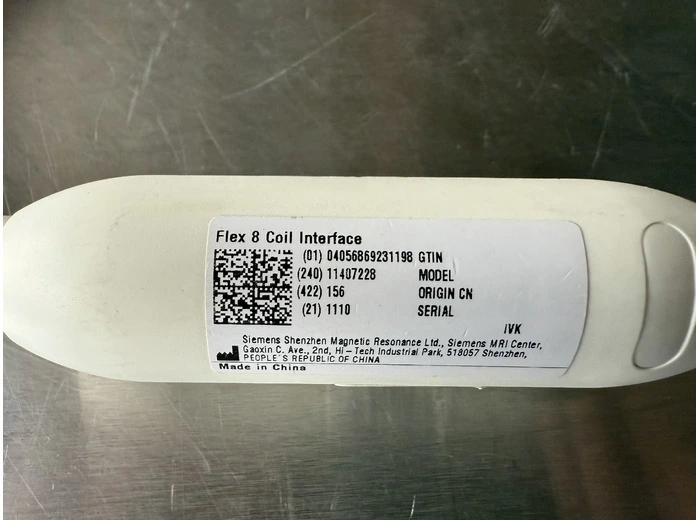 Flex 8 Coil Interface
(01) 04056869231198 GTIN
(240) 11407228 MODEL
(422) 156 ORIGIN CN
(21) 1110 SERIAL
IVK
Siemens Shenzhen Magnetic Resonance Ltd., Siemens MRI Center,
Gaoxin C. Ave., 2nd, Hi - Tech Industrial Park, 518057 Shenzhen,
PEOPLE`S REPUBLIC OF CHINA
Made in China